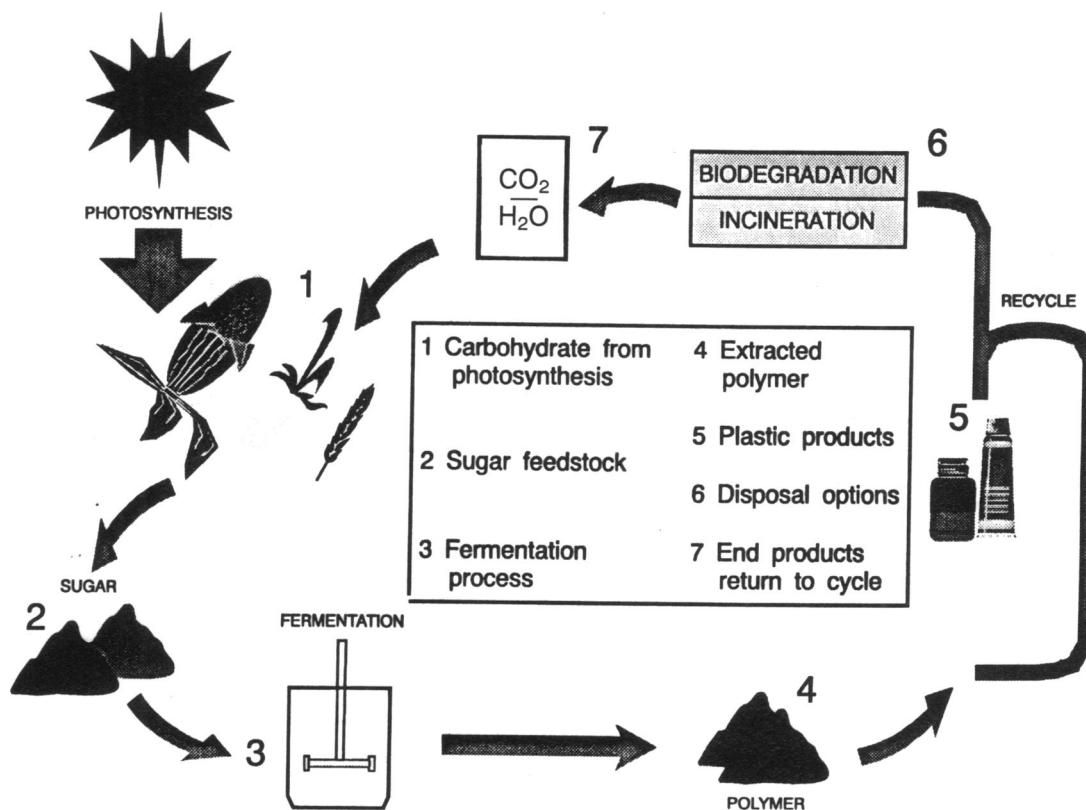 PHOTOSYNTHESIS
1
7
CO₂
H₂O
6
BIODEGRADATION
INCINERATION
RECYCLE
1 Carbohydrate from
photosynthesis
2 Sugar feedstock
3 Fermentation
process
4 Extracted
polymer
5 Plastic products
6 Disposal options
7 End products
return to cycle
5
SUGAR
2
FERMENTATION
3
4
POLYMER